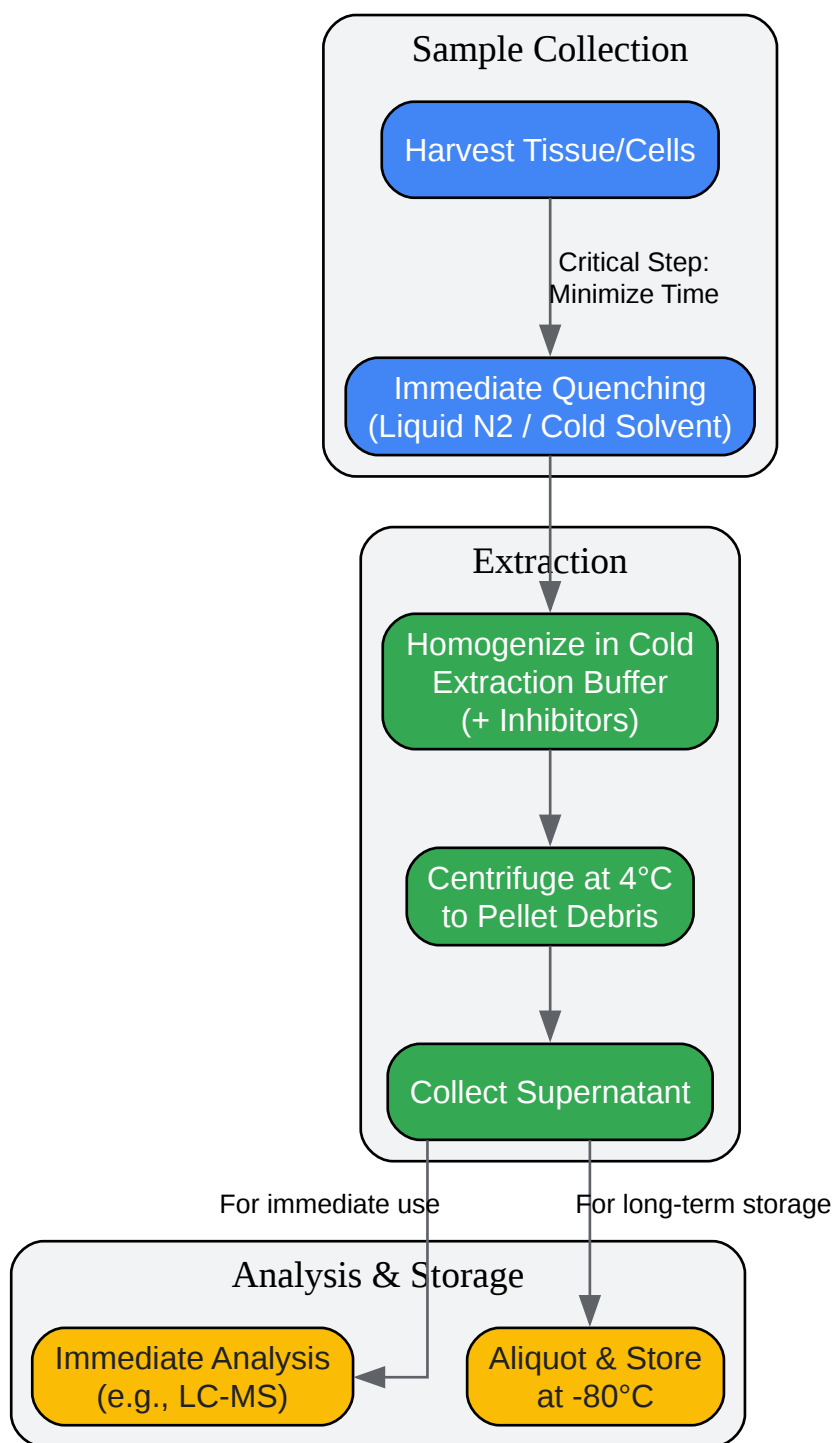 Sample Collection
Harvest Tissue/Cells
Critical Step:
Minimize Time
Immediate Quenching
(Liquid N2 / Cold Solvent)
Extraction
Homogenize in Cold
Extraction Buffer
(+ Inhibitors)
Centrifuge at 4°C
to Pellet Debris
Collect Supernatant
For immediate use
For long-term storage
Analysis & Storage
Immediate Analysis
(e.g., LC-MS)
Aliquot & Store
at -80°C